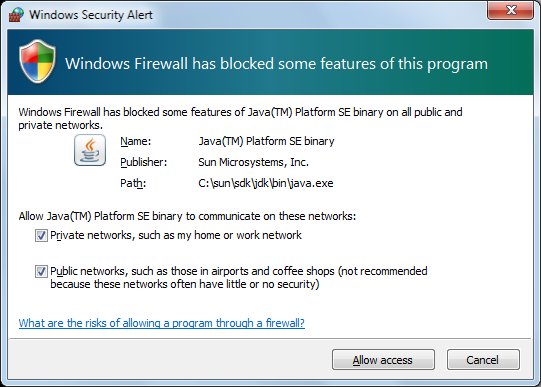 Windows Security Alert
Windows Firewall has blocked some features of this program
Windows Firewall has blocked some features of Java(TM) Platform SE binary on all public and
private networks.
Name: Java(TM) Platform SE binary
Publisher: Sun Microsystems, Inc.
Path: C:\sun\sdk\jdk\bin\java.exe
Allow Java(TM) Platform SE binary to communicate on these networks:
Private networks, such as my home or work network
Public networks, such as those in airports and coffee shops (not recommended
because these networks often have little or no security)
What are the risks of allowing a program through a firewall?
Allow access Cancel